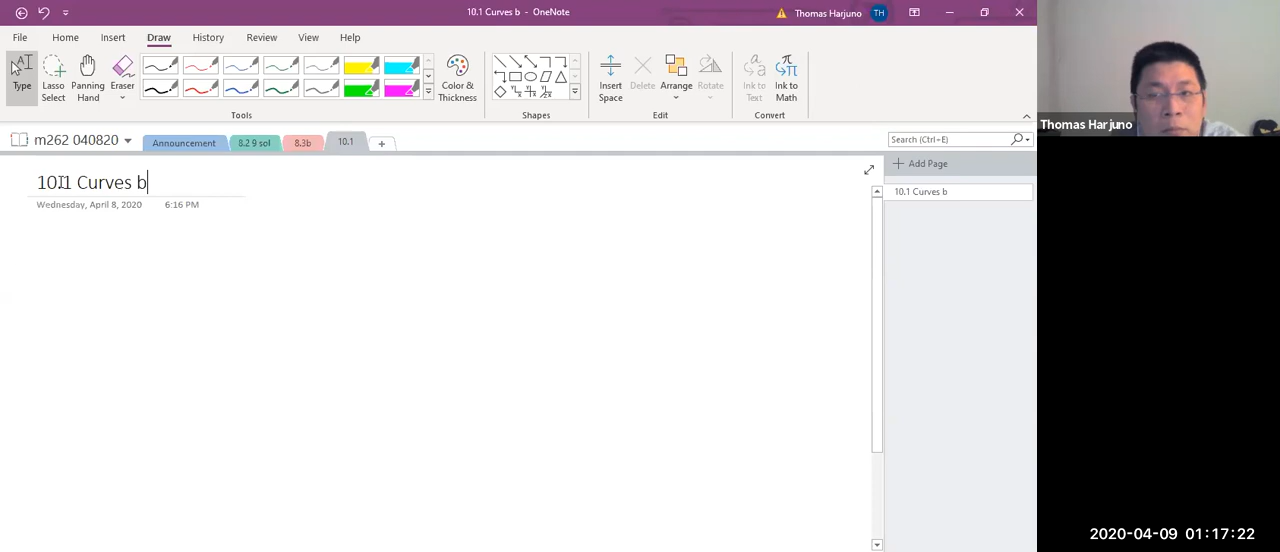 10.1 Curves b - OneNote
Thomas Harjuno TH
File Home Insert Draw History Review View Help
Type
Lasso Select
Panning Hand
Eraser
Color & Thickness
Insert Space
Delete
Arrange
Rotate
Ink to Text
Ink to Math
Tools Shapes Edit Convert
m262 040820 Announcement 8.2 9 sol 8.3b 10.1
Search (Ctrl+E)
Add Page
10.1 Curves b
10.1 Curves b
Wednesday, April 8, 2020 6:16 PM
Thomas Harjuno
2020-04-09 01:17:22